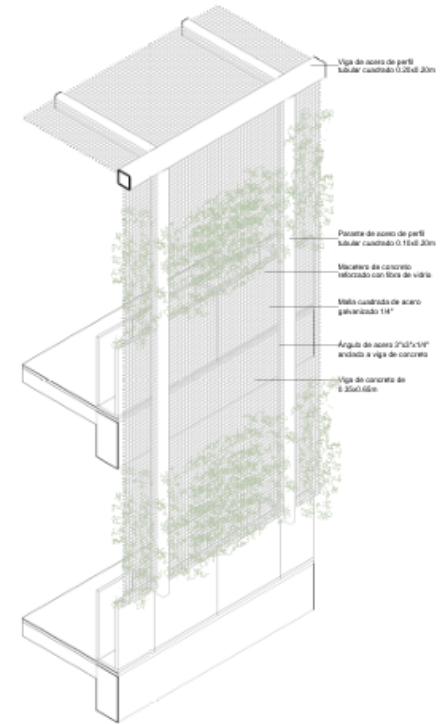 Viga de acero de perfil
tubular cuadrado 0.20x0.20m
Parante de acero de perfil
tubular cuadrado 0.10x0.20m
Macetero de concreto
reforzado con fibra de vidrio
Malla cuadrada de acero
galvanizado 1/4"
Ángulo de acero 3"x3"x1/4"
anclado a viga de concreto
Viga de concreto de
0.35x0.65m